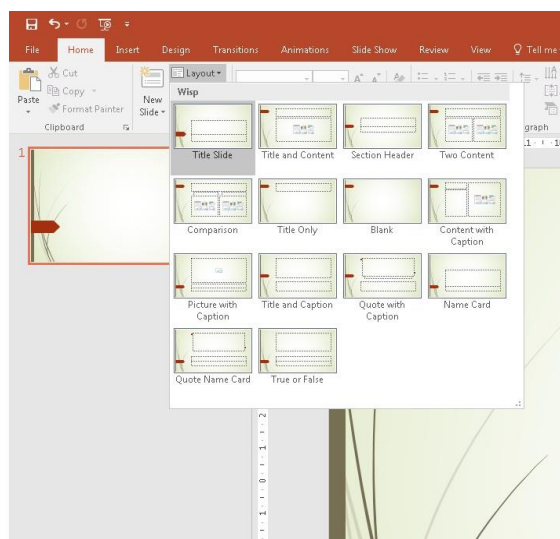 File Home Insert Design Transitions Animations Slide Show Review View Tell me
Cut
Copy
Format Painter
Paste
New
Slide
Layout
Clipboard
graph
Wisp
Title Slide
Title and Content
Section Header
Two Content
Comparison
Title Only
Blank
Content with
Caption
Picture with
Caption
Title and Caption
Quote with
Caption
Name Card
Quote Name Card
True or False
1